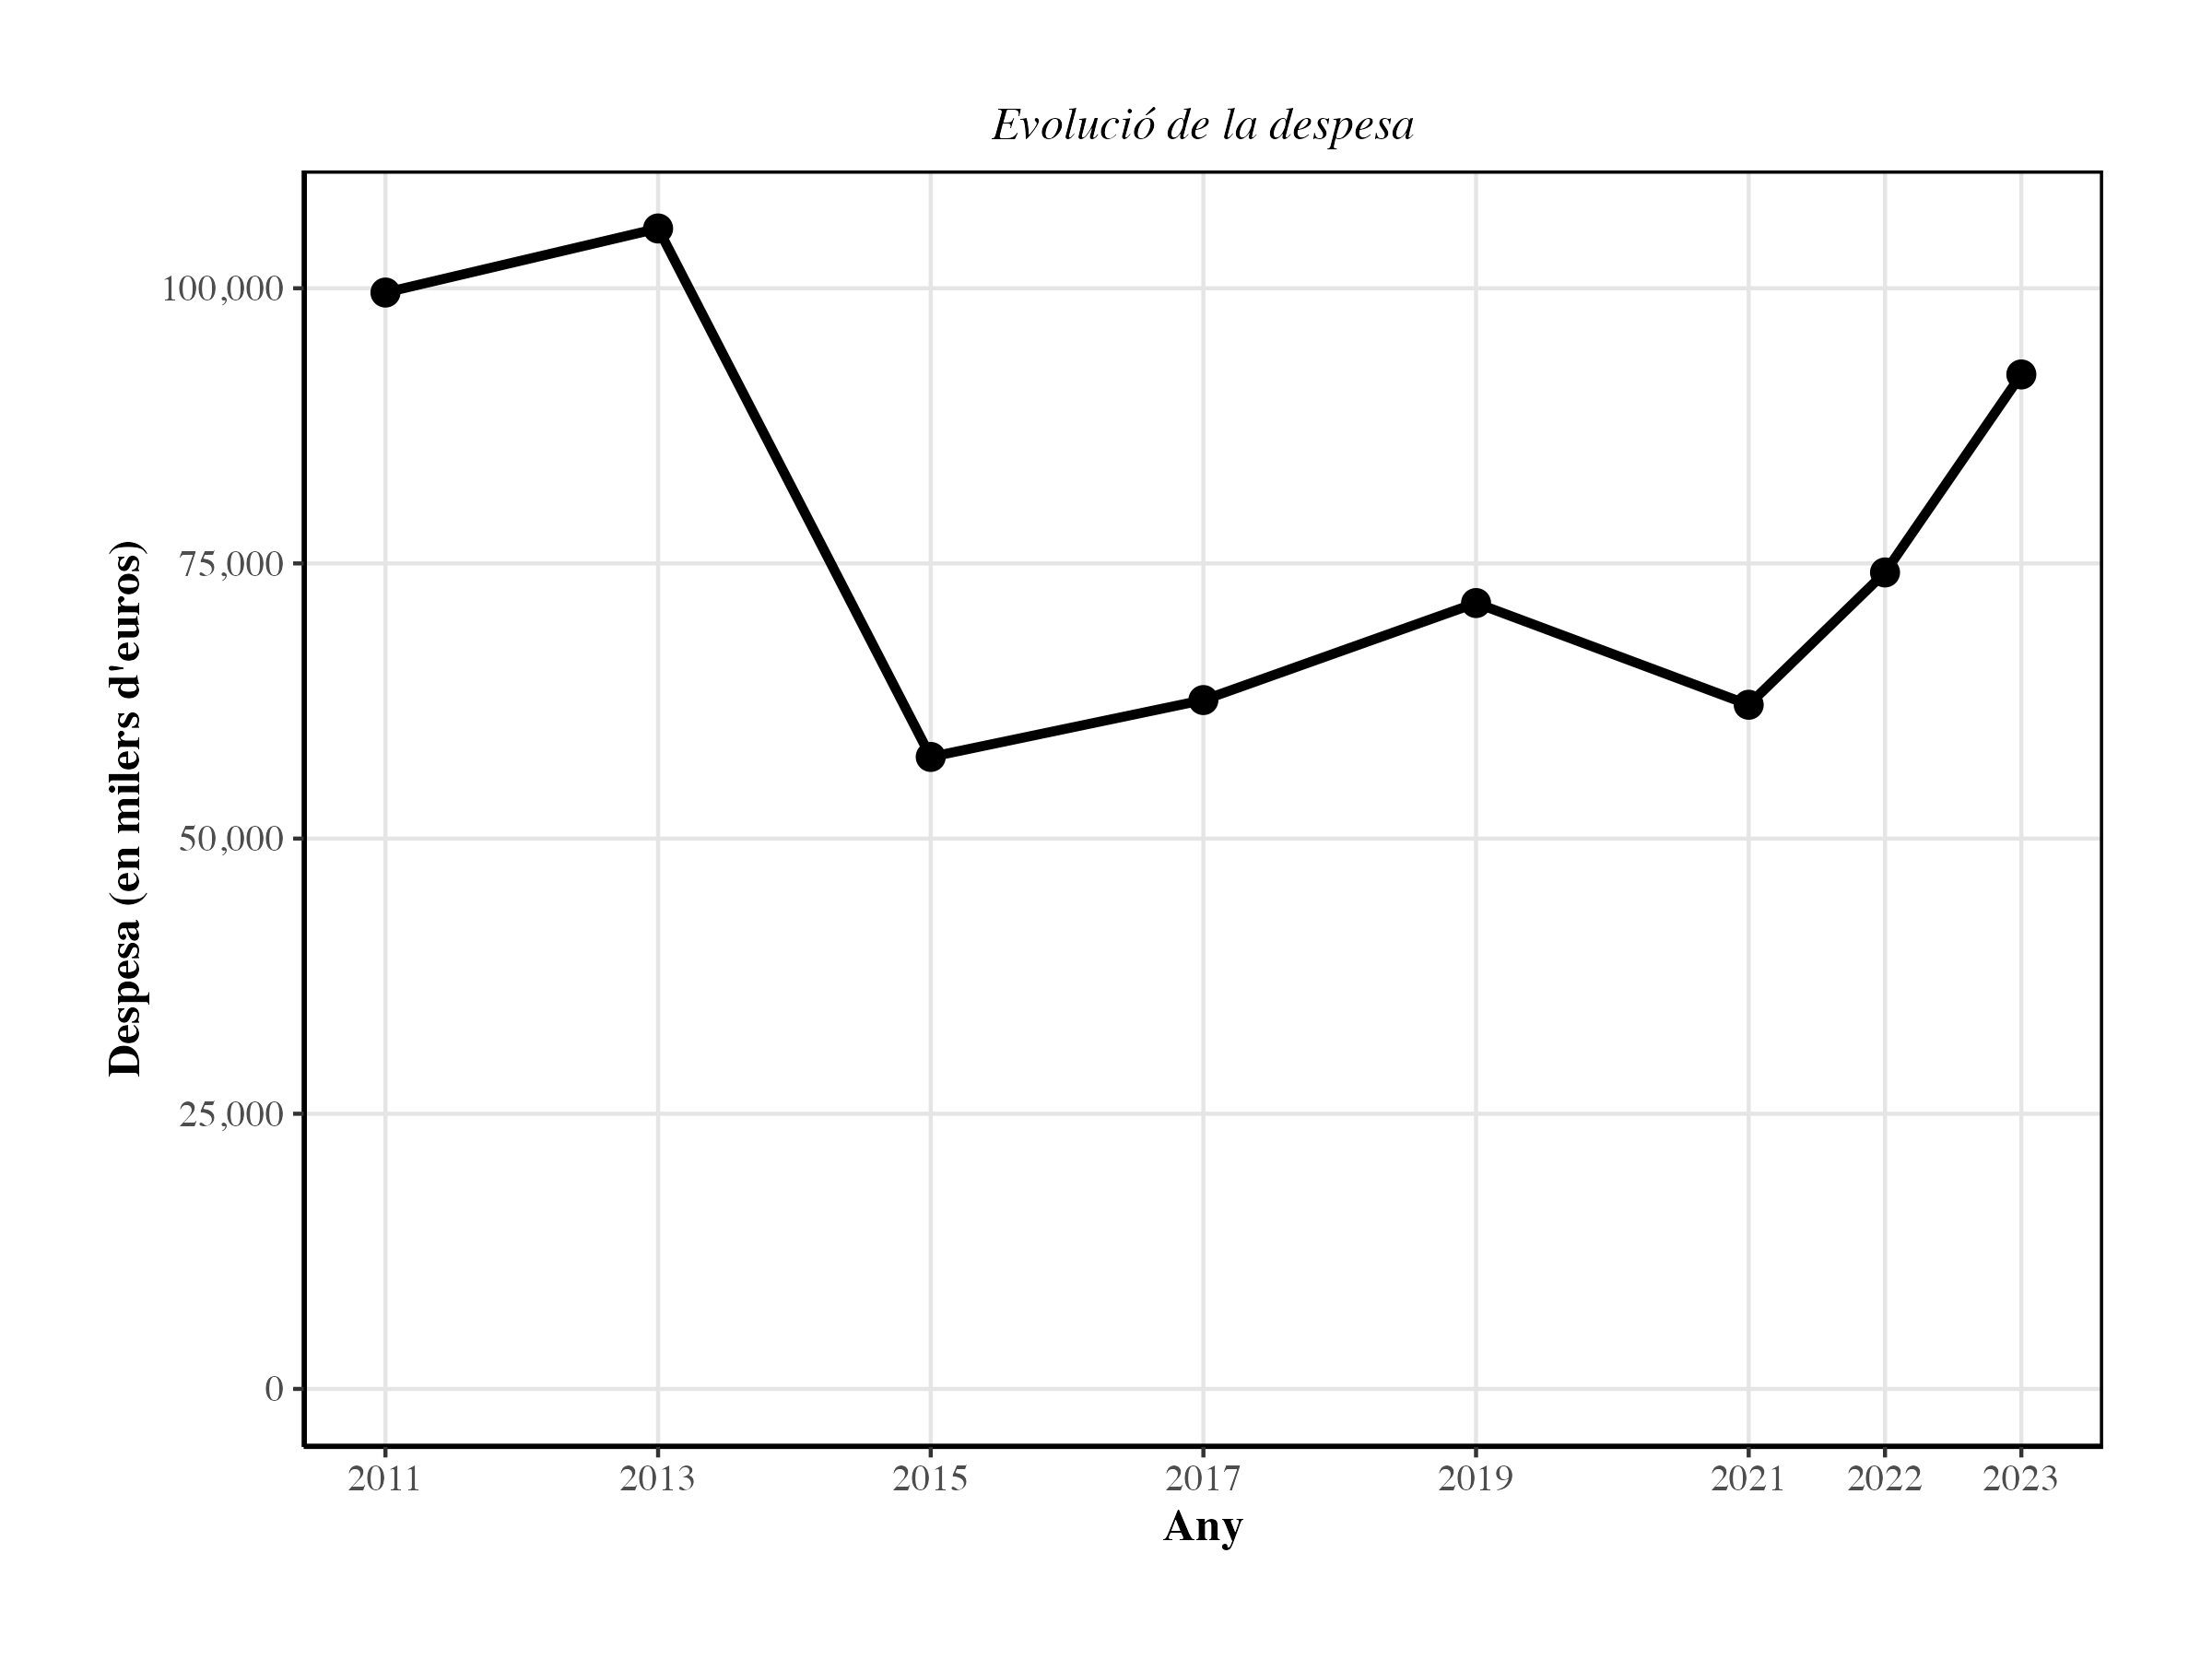 Evolució de la despesa
Despesa (en milers d'euros)
100,000
75,000
50,000
25,000
0
2011 2013 2015 2017 2019 2021 2022 2023
Any